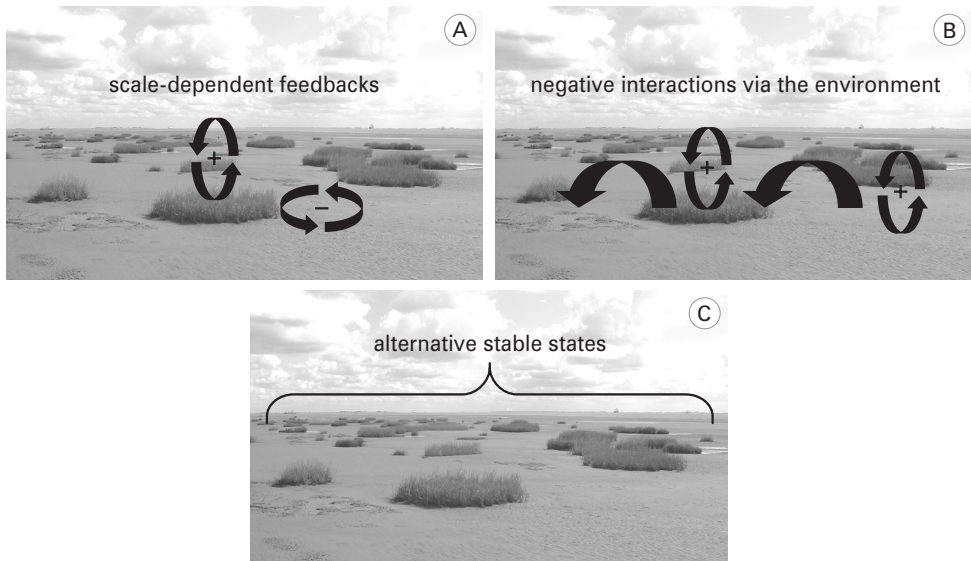 A
scale-dependent feedbacks
+
−
B
negative interactions via the environment
+
+
C
alternative stable states